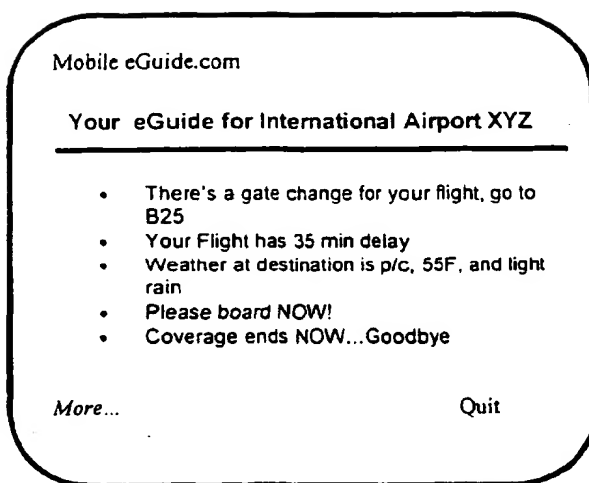 Mobile eGuide.com
Your eGuide for International Airport XYZ
• There's a gate change for your flight, go to
B25
• Your Flight has 35 min delay
• Weather at destination is p/c, 55F, and light
rain
• Please board NOW!
• Coverage ends NOW...Goodbye
More... Quit